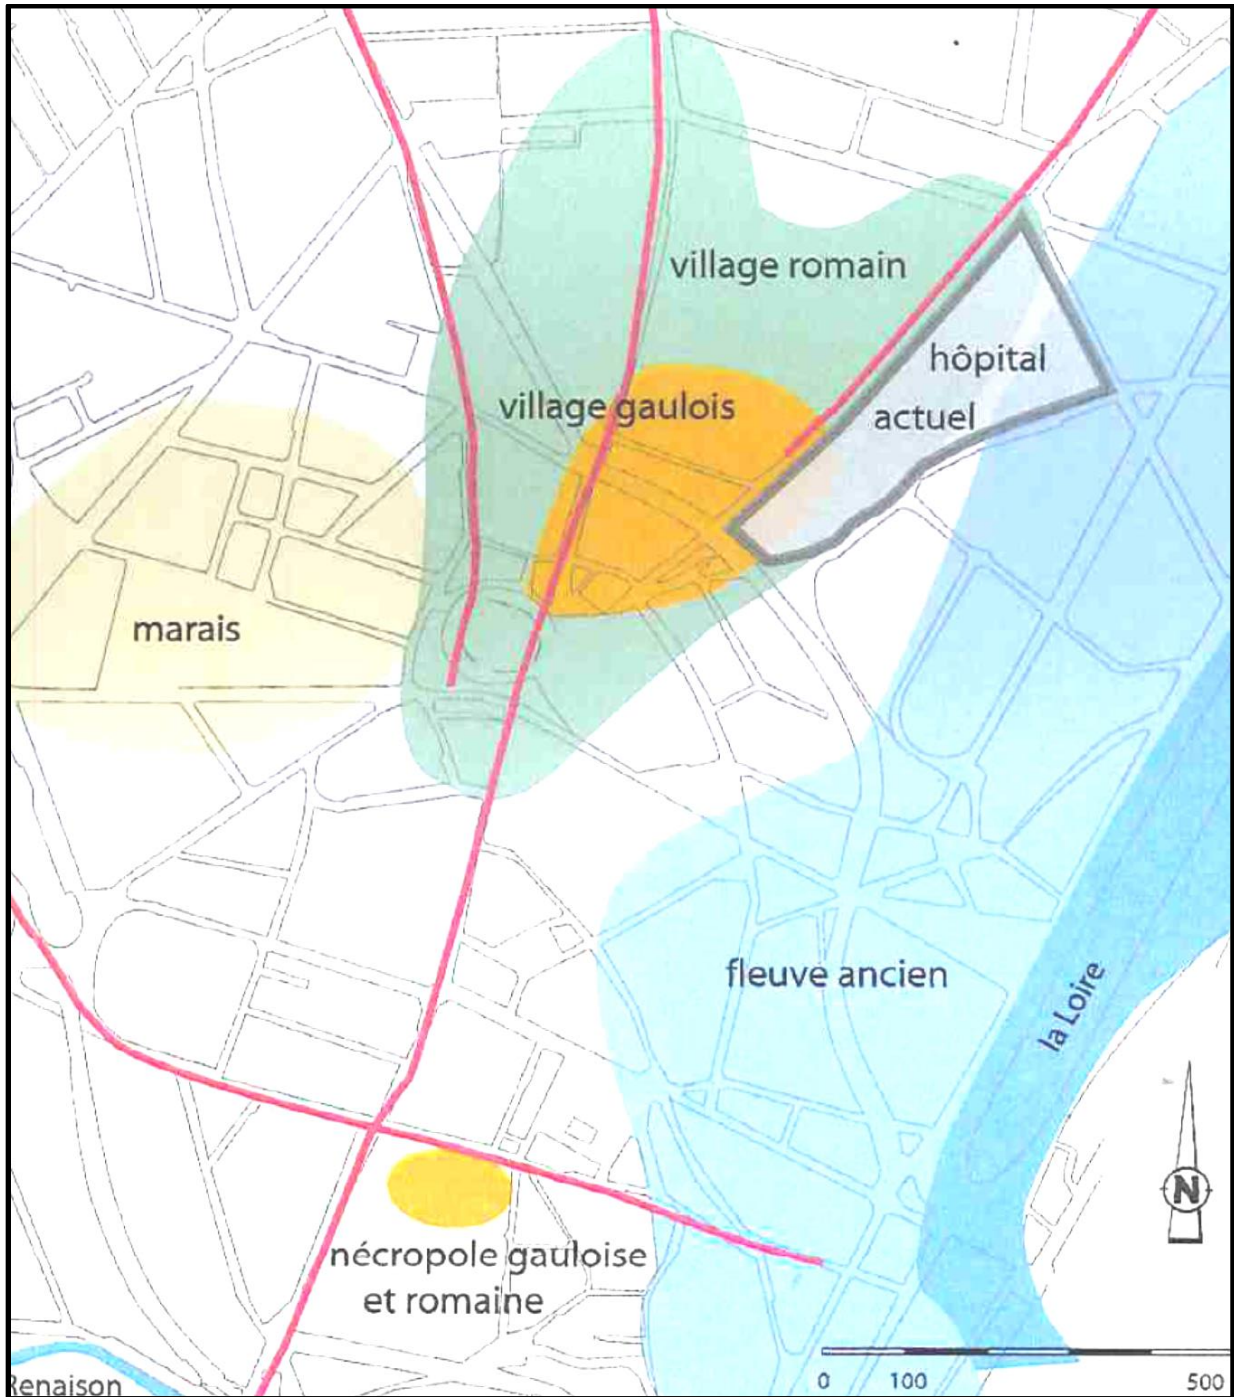 village romain
hôpital
actuel
village gaulois
marais
fleuve ancien
la Loire
N
nécropole gauloise
et romaine
Renaison
0 100 500